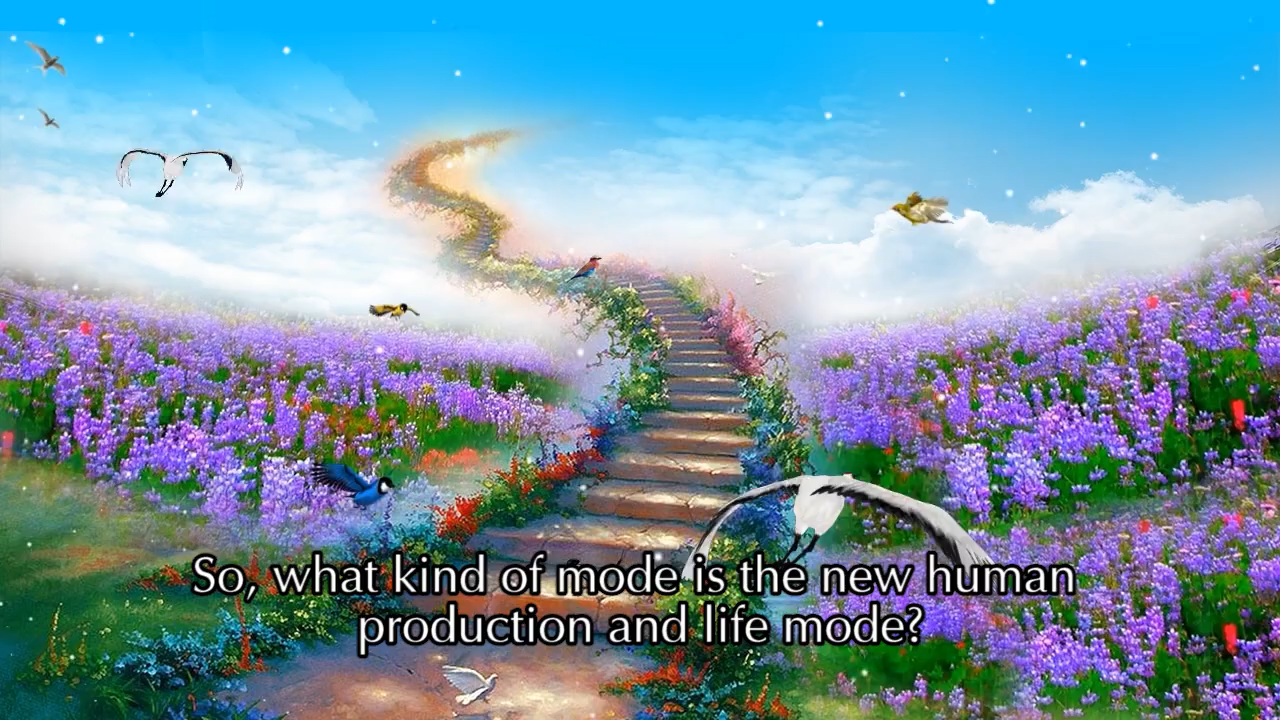 So, what kind of mode is the new human
production and life mode?